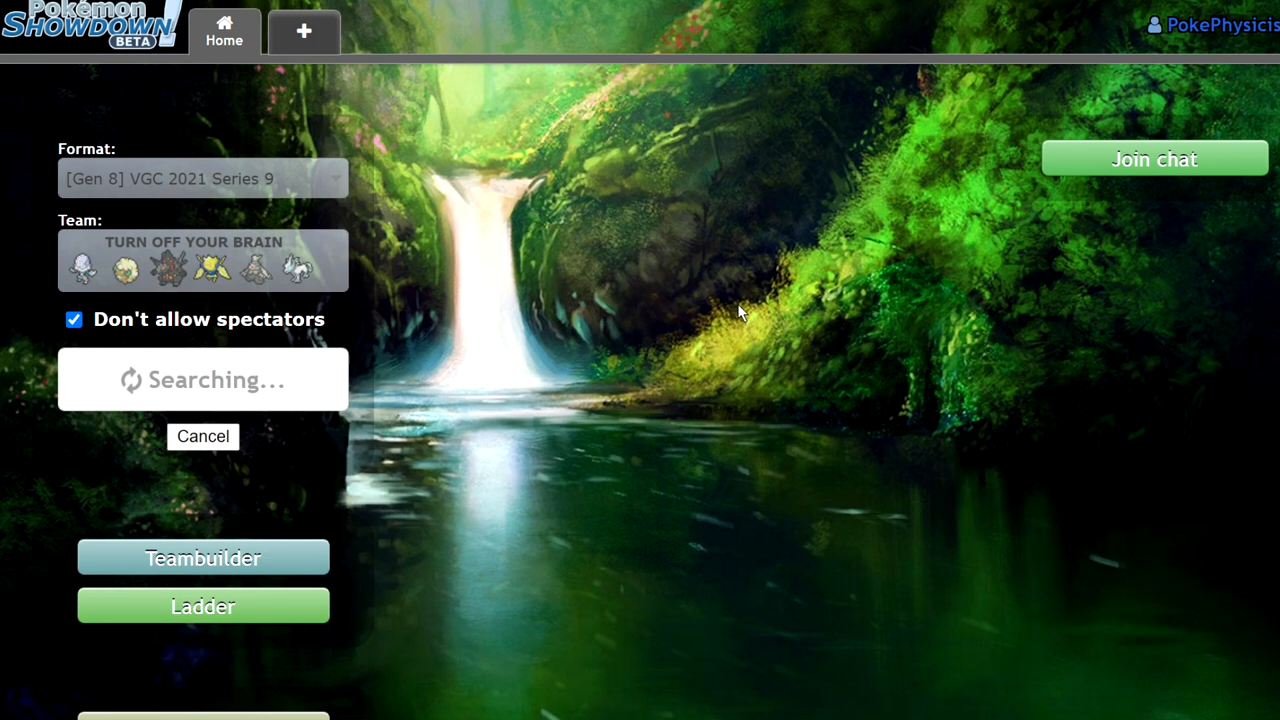 Pokémon
SHOWDOWN!
BETA
Home
PokePhysicis
Format:
[Gen 8] VGC 2021 Series 9
Join chat
Team:
TURN OFF YOUR BRAIN
Don't allow spectators
Searching...
Cancel
Teambuilder
Ladder